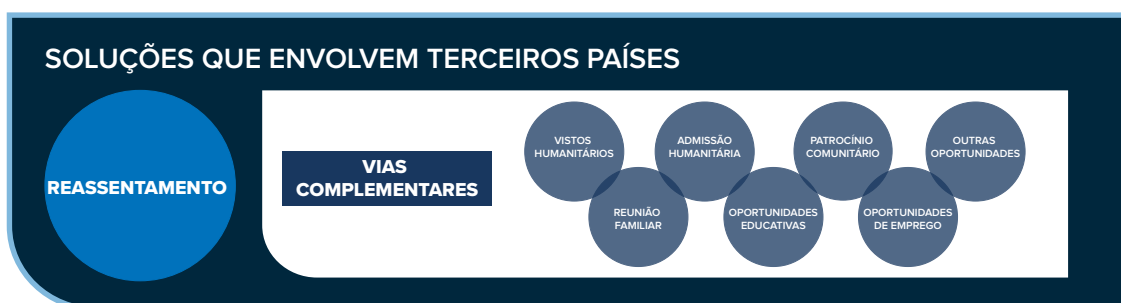 SOLUÇÕES QUE ENVOLVEM TERCEIROS PAÍSES
REASSENTAMENTO
VIAS
COMPLEMENTARES
VISTOS
HUMANITÁRIOS
ADMISSÃO
HUMANITÁRIA
PATROCÍNIO
COMUNITÁRIO
OUTRAS
OPORTUNIDADES
REUNIÃO
FAMILIAR
OPORTUNIDADES
EDUCATIVAS
OPORTUNIDADES
DE EMPREGO